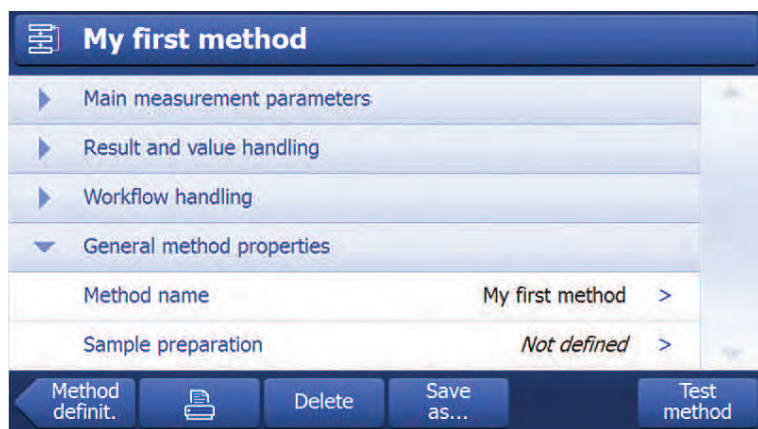 My first method
Main measurement parameters
Result and value handling
Workflow handling
General method properties
Method name My first method >
Sample preparation Not defined >
Method definit.
Delete
Save as...
Test method